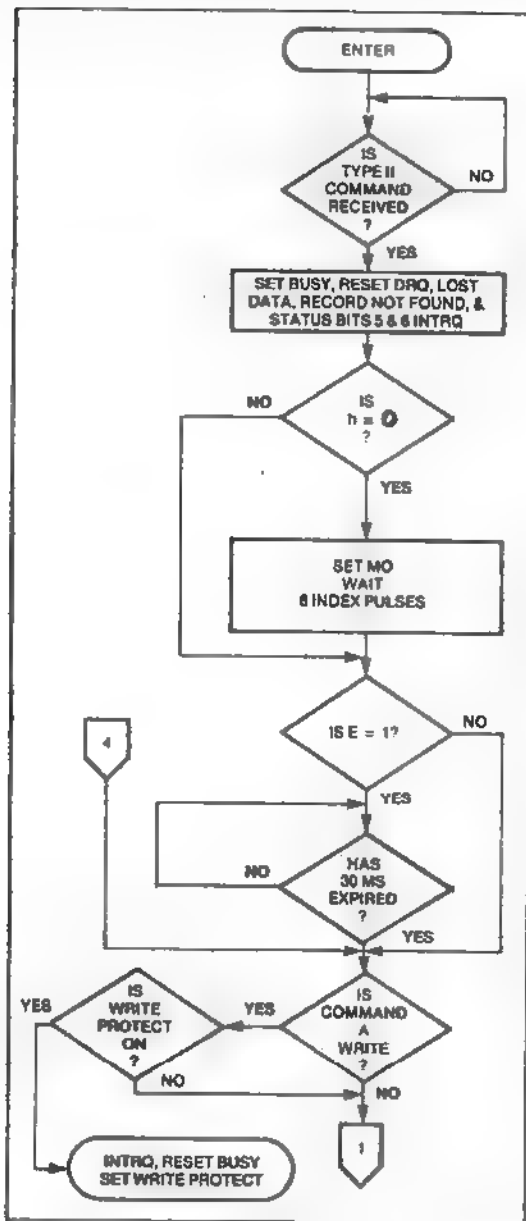 ENTER
IS
TYPE II
COMMAND
RECEIVED
?
NO
YES
SET BUSY, RESET DRQ, LOST
DATA, RECORD NOT FOUND, &
STATUS BITS 5 & 6 INTRQ
NO
IS
h = 0
?
YES
SET MO
WAIT
6 INDEX PULSES
4
IS E = 1?
NO
YES
NO
HAS
30 MS
EXPIRED
?
YES
YES
IS
WRITE
PROTECT
ON
?
YES
IS
COMMAND
A
WRITE
?
NO
NO
1
INTRQ, RESET BUSY
SET WRITE PROTECT